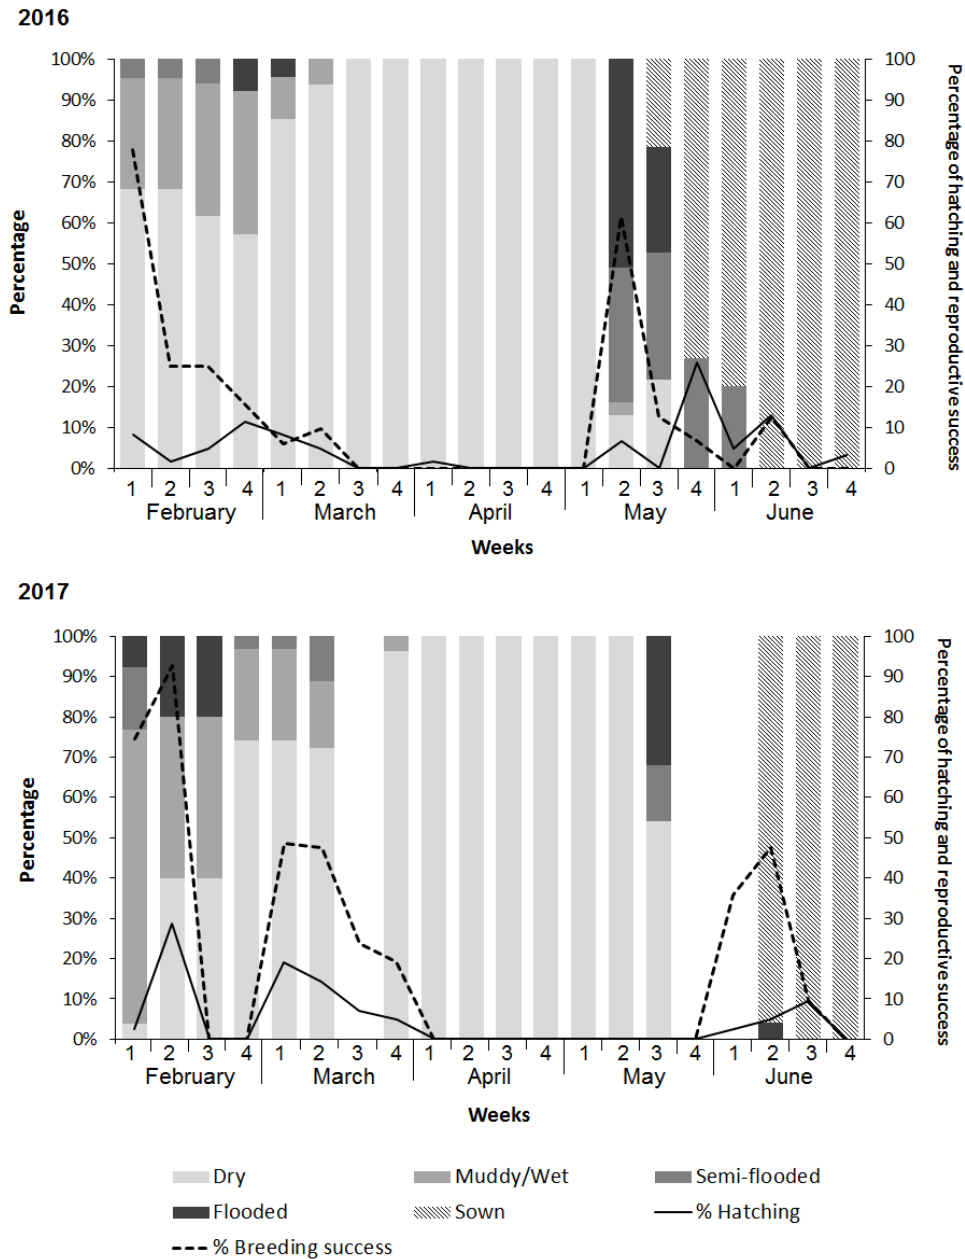 2016
100% 100
90% 90
80% 80
70% 70
60% 60
50% 50
40% 40
30% 30
20% 20
10% 10
0% 0
Percentage
Percentage of hatching and reproductive success
1 2 3 4 1 2 3 4 1 2 3 4 1 2 3 4 1 2 3 4
February March April May June
Weeks
2017
100% 100
90% 90
80% 80
70% 70
60% 60
50% 50
40% 40
30% 30
20% 20
10% 10
0% 0
Percentage
Percentage of hatching and reproductive success
1 2 3 4 1 2 4 1 2 3 4 1 2 3 4 1 2 3 4
February March April May June
Weeks
Dry Muddy/Wet Semi-flooded
Flooded Sown % Hatching
% Breeding success